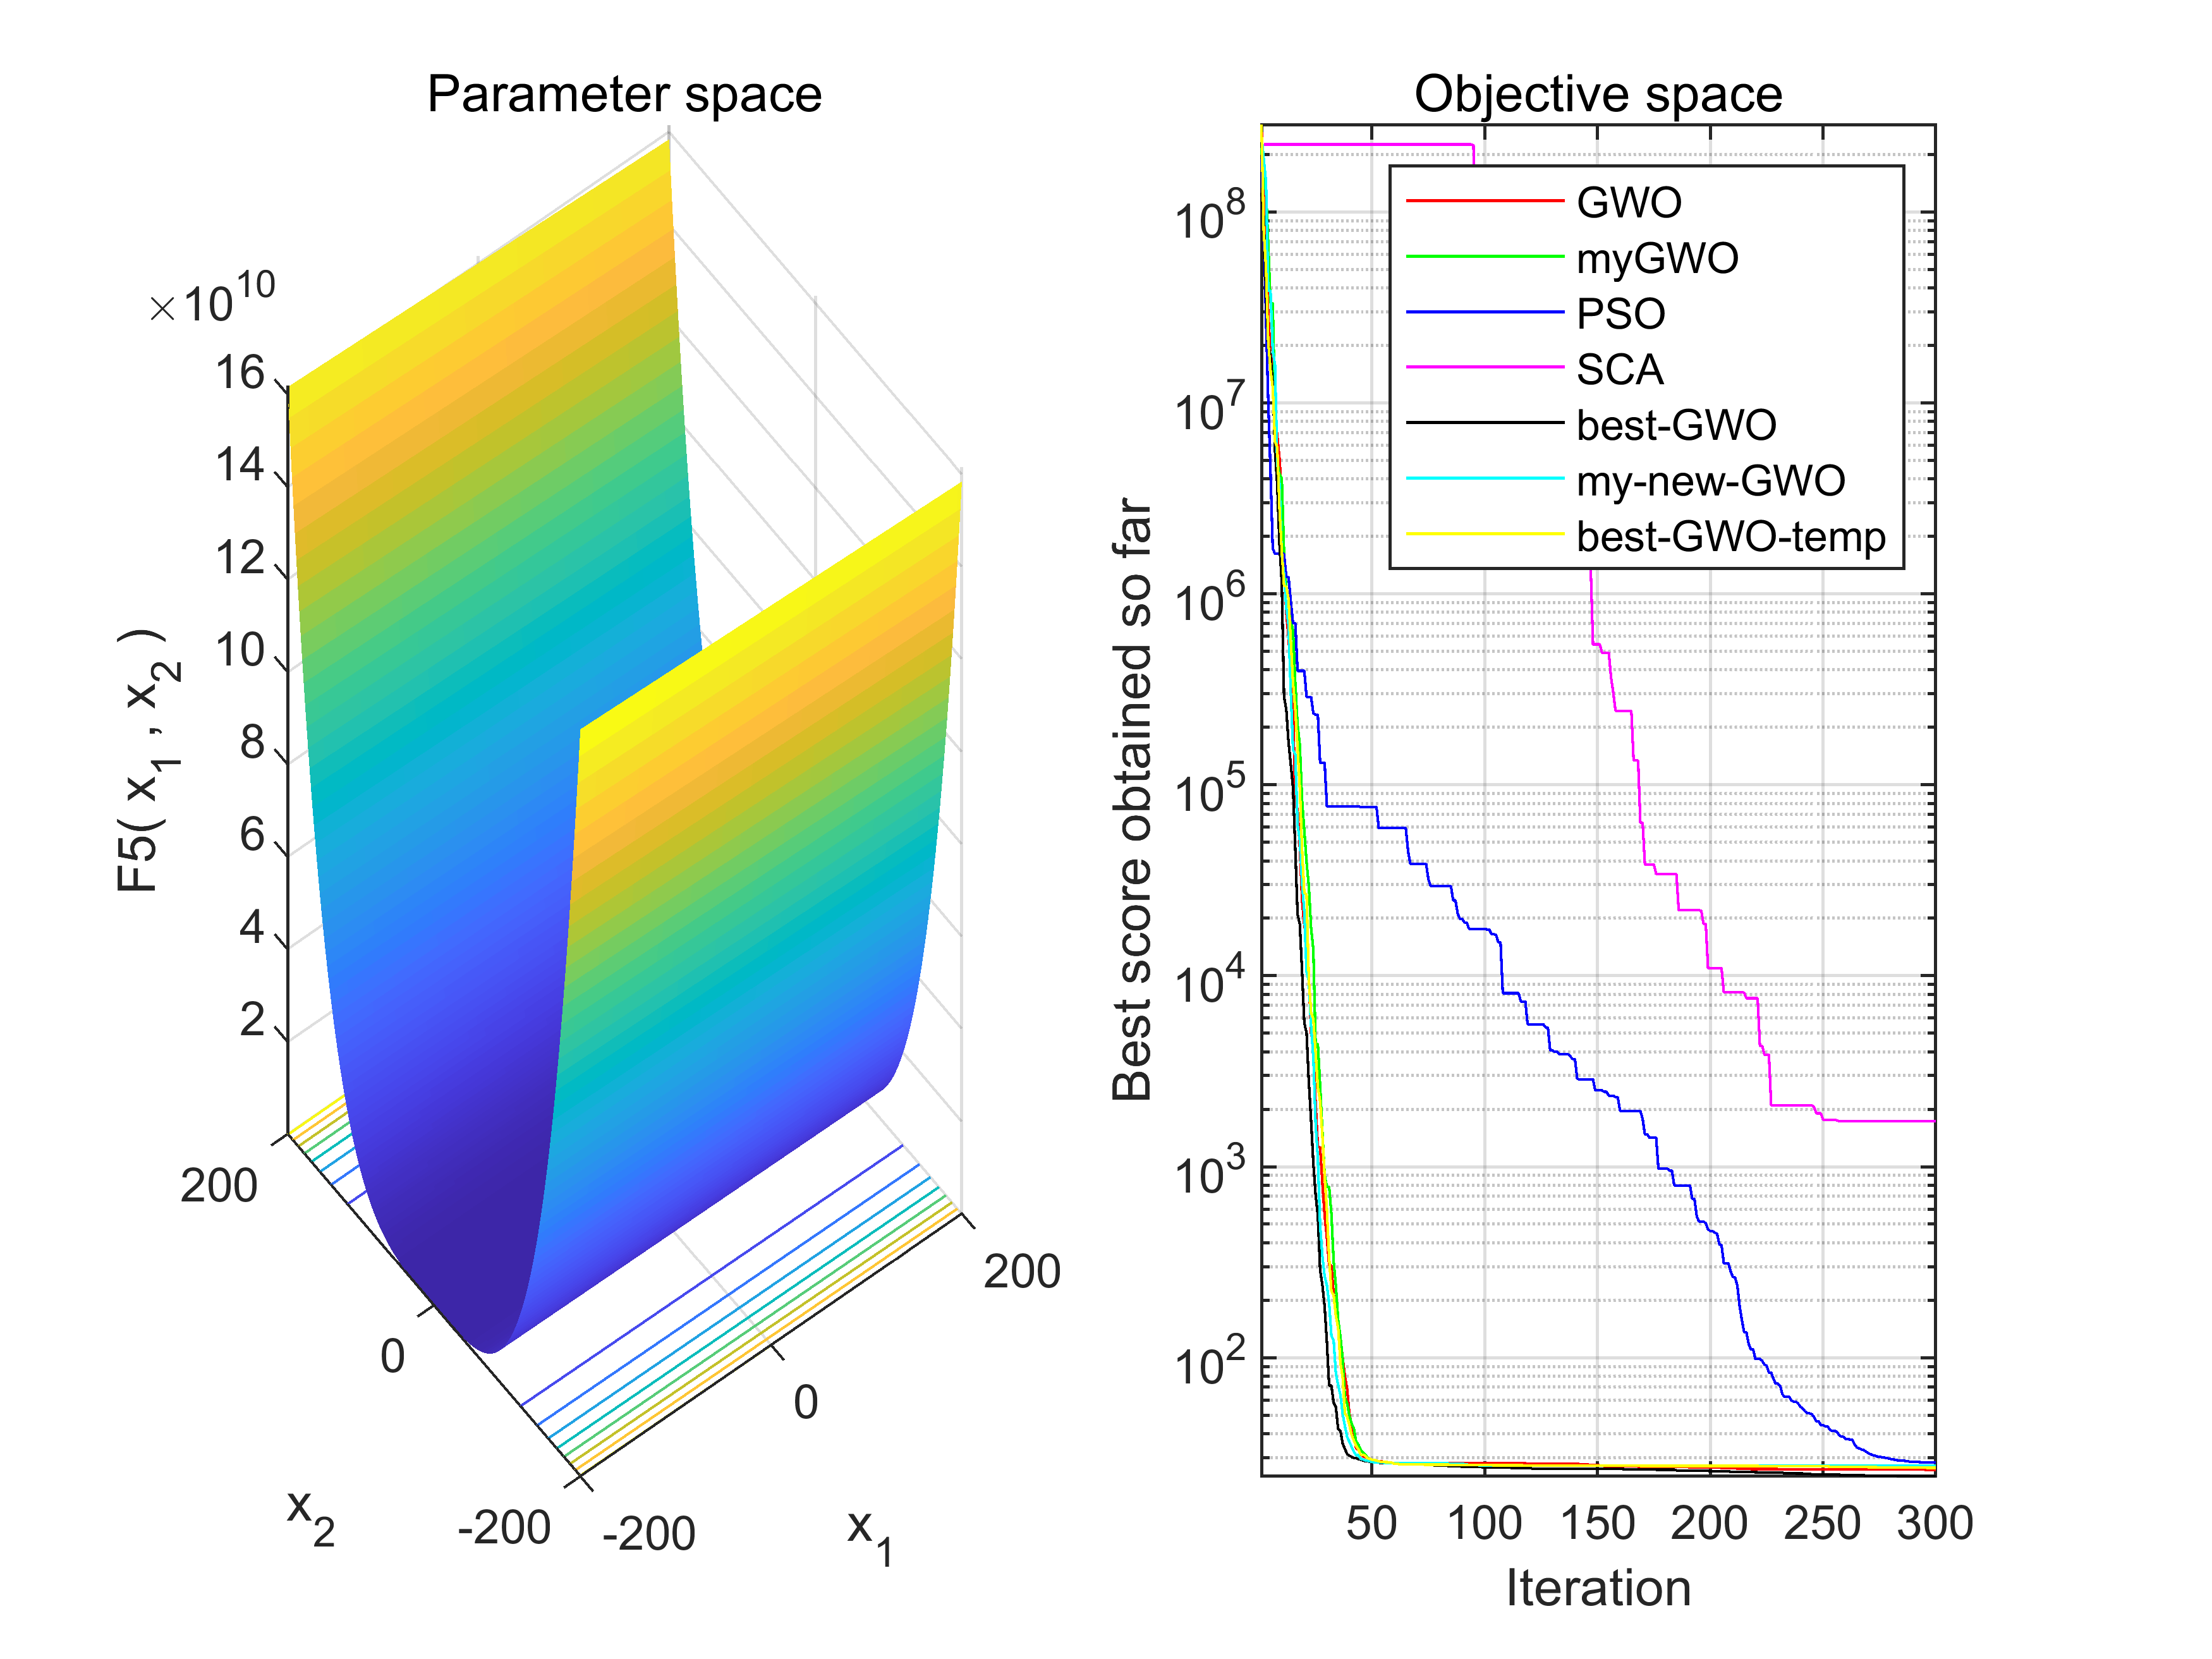 Parameter space
×10^10
16
14
12
10
8
6
4
2
F5( x_1 , x_2 )
200
0
-200
x_2
-200
0
200
x_1
Objective space
10^8
10^7
10^6
10^5
10^4
10^3
10^2
Best score obtained so far
GWO
myGWO
PSO
SCA
best-GWO
my-new-GWO
best-GWO-temp
50 100 150 200 250 300
Iteration